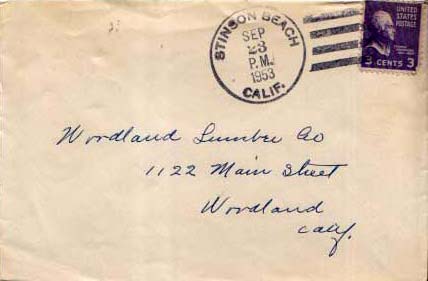 STINSON BEACH
SEP
23
P.M.
1953
CALIF.
UNITED
STATES
POSTAGE
3 CENTS 3
Woodland Lumber Co
1122 Main Street
Woodland
Calif.